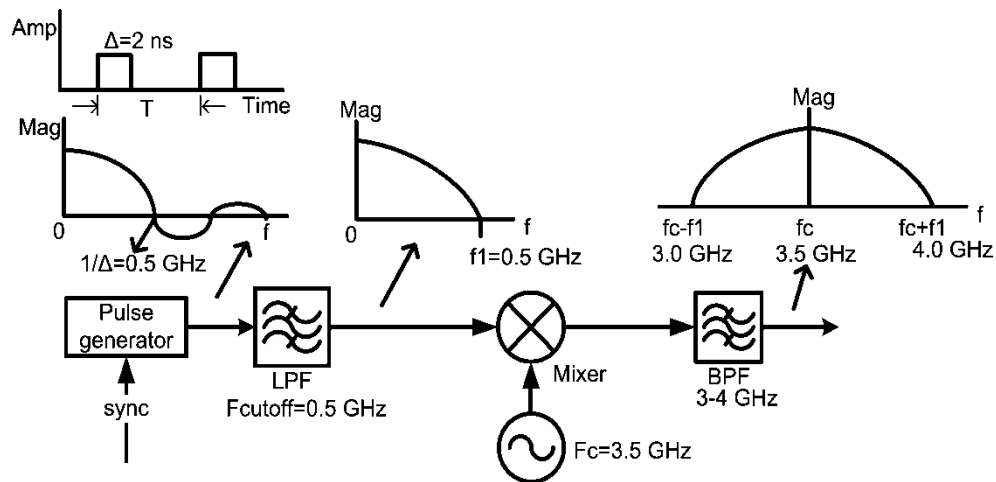 Amp
Δ=2 ns
T
Time
Mag
0
f
1/Δ=0.5 GHz
Mag
0
f
f1=0.5 GHz
Mag
fc-f1
fc
fc+f1
f
3.0 GHz
3.5 GHz
4.0 GHz
Pulse
generator
sync
LPF
Fcutoff=0.5 GHz
Mixer
Fc=3.5 GHz
BPF
3-4 GHz